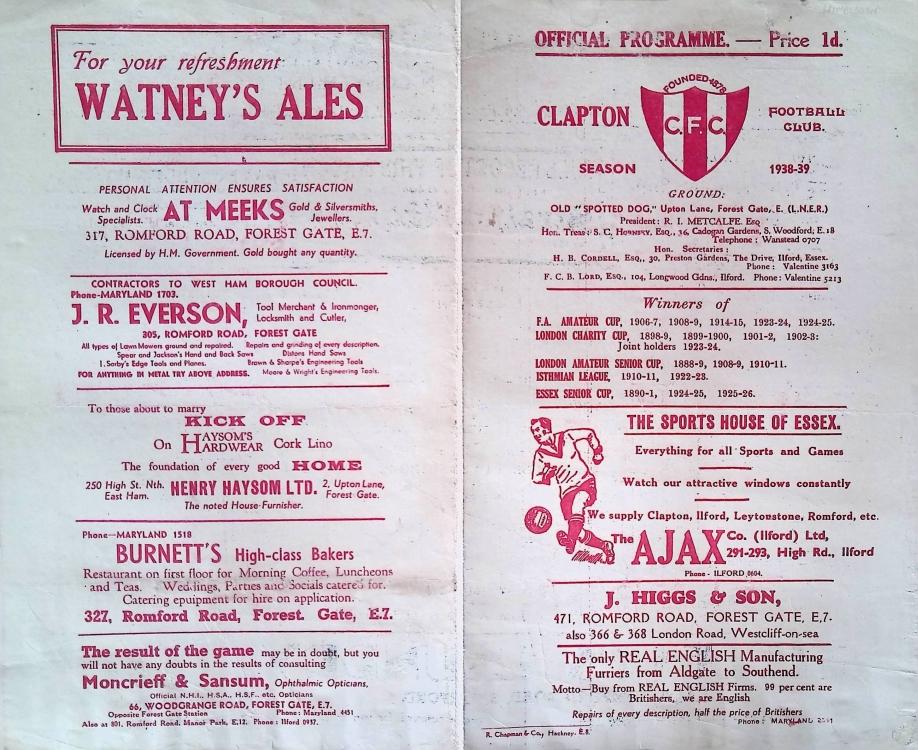 For your refreshment
WATNEY'S ALES
PERSONAL ATTENTION ENSURES SATISFACTION
Watch and Clock Specialists. AT MEEKS Gold & Silversmiths, Jewellers.
317, ROMFORD ROAD, FOREST GATE, E.7.
Licensed by H.M. Government. Gold bought any quantity.
CONTRACTORS TO WEST HAM BOROUGH COUNCIL.
Phone-MARYLAND 1703.
J. R. EVERSON, Tool Merchant & Ironmonger, Locksmith and Cutler,
305, ROMFORD ROAD, FOREST GATE
All types of Lawn Mowers ground and repaired. Repairs and grinding of every description.
Spear and Jackson's Hand and Back Saws Distons Hand Saws
I. Sorby's Edge Tools and Planes. Brown & Sharpe's Engineering Tools
FOR ANYTHING IN METAL TRY ABOVE ADDRESS. Moore & Wright's Engineering Tools.
To those about to marry
KICK OFF
On HAYSOM'S HARDWEAR Cork Lino
The foundation of every good HOME
250 High St. Nth. East Ham. HENRY HAYSOM LTD. 2, Upton Lane, Forest Gate.
The noted House-Furnisher.
Phone—MARYLAND 1518
BURNETT'S High-class Bakers
Restaurant on first floor for Morning Coffee, Luncheons
and Teas. Weddings, Parties and Socials catered for.
Catering epuipment for hire on application.
327, Romford Road, Forest. Gate, E.7.
The result of the game may be in doubt, but you
will not have any doubts in the results of consulting
Moncrieff & Sansum, Ophthalmic Opticians,
Official N.H.I., H.S.A., H.S.F., etc. Opticians
66, WOODGRANGE ROAD, FOREST GATE, E.7.
Opposite Forest Gate Station Phone: Maryland 4451
Also at 801, Romford Road, Manor Park, E.12. Phone: Ilford 0937.
OFFICIAL PROGRAMME. — Price 1d.
FOUNDED 1878
CLAPTON C.F.C. FOOTBALL CLUB.
SEASON 1938-39
GROUND:
OLD "SPOTTED DOG," Upton Lane, Forest Gate, E. (L.N.E.R)
President: R. I. METCALFE, Esq
Hon. Treas: S. C. HORNSBY, ESQ., 36, Cadogan Gardens, S. Woodford, E.18
Telephone: Wanstead 0707
Hon. Secretaries:
H. B. CORDELL, ESQ., 30, Preston Gardens, The Drive, Ilford, Essex.
Phone: Valentine 3163
F. C. B. LORD, ESQ., 104, Longwood Gdns., Ilford. Phone: Valentine 5213
Winners of
F.A. AMATEUR CUP, 1906-7, 1908-9, 1914-15, 1923-24, 1924-25.
LONDON CHARITY CUP, 1898-9, 1899-1900, 1901-2, 1902-3:
Joint holders 1923-24.
LONDON AMATEUR SENIOR CUP, 1888-9, 1908-9, 1910-11.
ISTHMIAN LEAGUE, 1910-11, 1922-23.
ESSEX SENIOR CUP, 1890-1, 1924-25, 1925-26.
THE SPORTS HOUSE OF ESSEX.
Everything for all Sports and Games
Watch our attractive windows constantly
We supply Clapton, Ilford, Leytonstone, Romford, etc.
The AJAX Co. (Ilford) Ltd,
291-293, High Rd., Ilford
Phone - ILFORD 0604.
J. HIGGS & SON,
471, ROMFORD ROAD, FOREST GATE, E,7-
also 366 & 368 London Road, Westcliff-on-sea
The only REAL ENGLISH Manufacturing
Furriers from Aldgate to Southend.
Motto—Buy from REAL ENGLISH Firms. 99 per cent are
Britishers, we are English
Repairs of every description, half the price of Britishers
Phone: MARYLAND
R. Chapman & Co., Hackney, E.8.